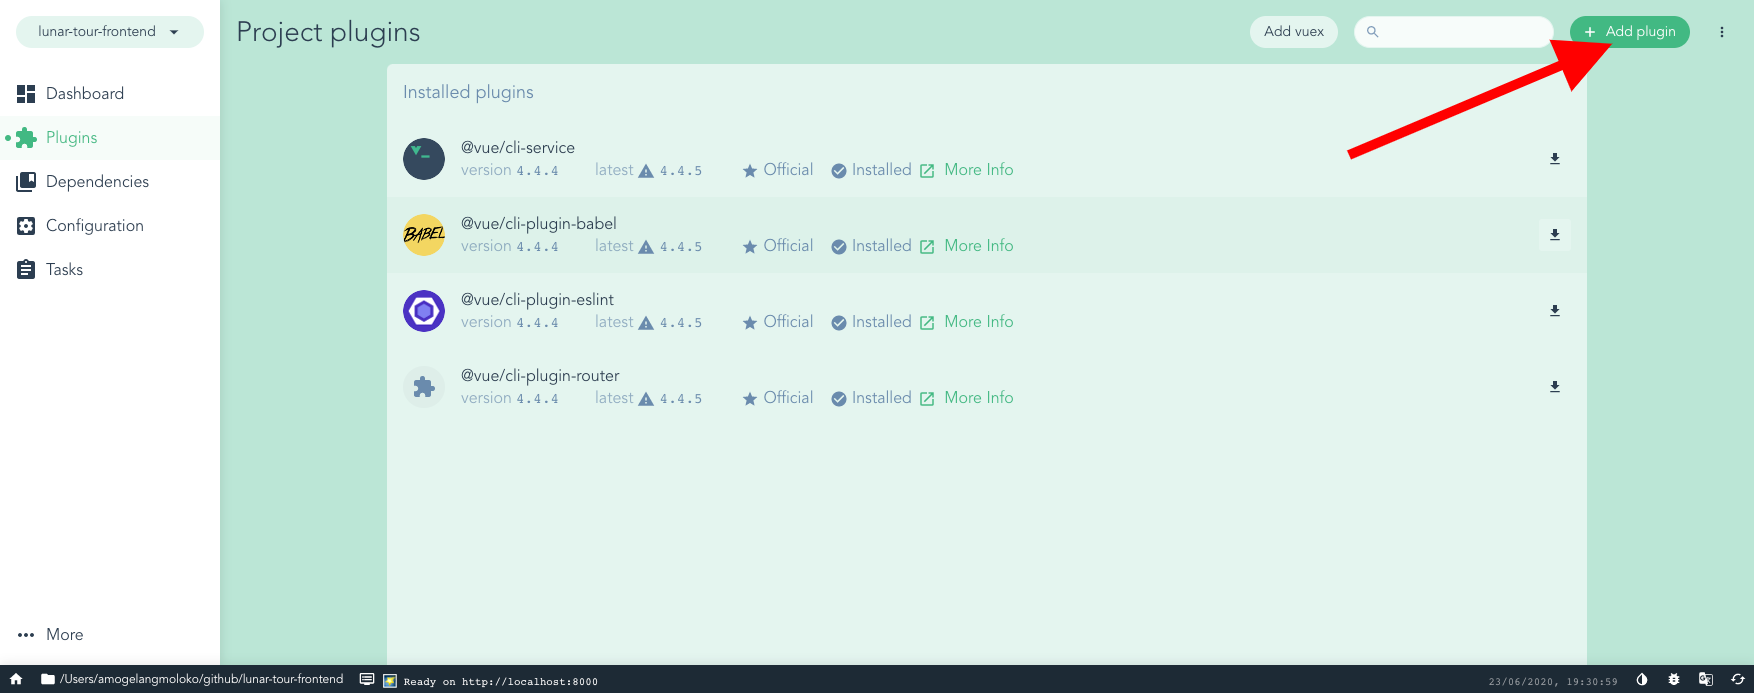 lunar-tour-frontend
Project plugins
Add vuex
Add plugin
Dashboard
Plugins
Dependencies
Configuration
Tasks
More
Installed plugins
@vue/cli-service
version 4.4.4 latest 4.4.5 Official Installed More Info
BABEL
@vue/cli-plugin-babel
version 4.4.4 latest 4.4.5 Official Installed More Info
@vue/cli-plugin-eslint
version 4.4.4 latest 4.4.5 Official Installed More Info
@vue/cli-plugin-router
version 4.4.4 latest 4.4.5 Official Installed More Info
/Users/amogelangmoloko/github/lunar-tour-frontend Ready on http://localhost:8000 23/06/2020, 19:30:59